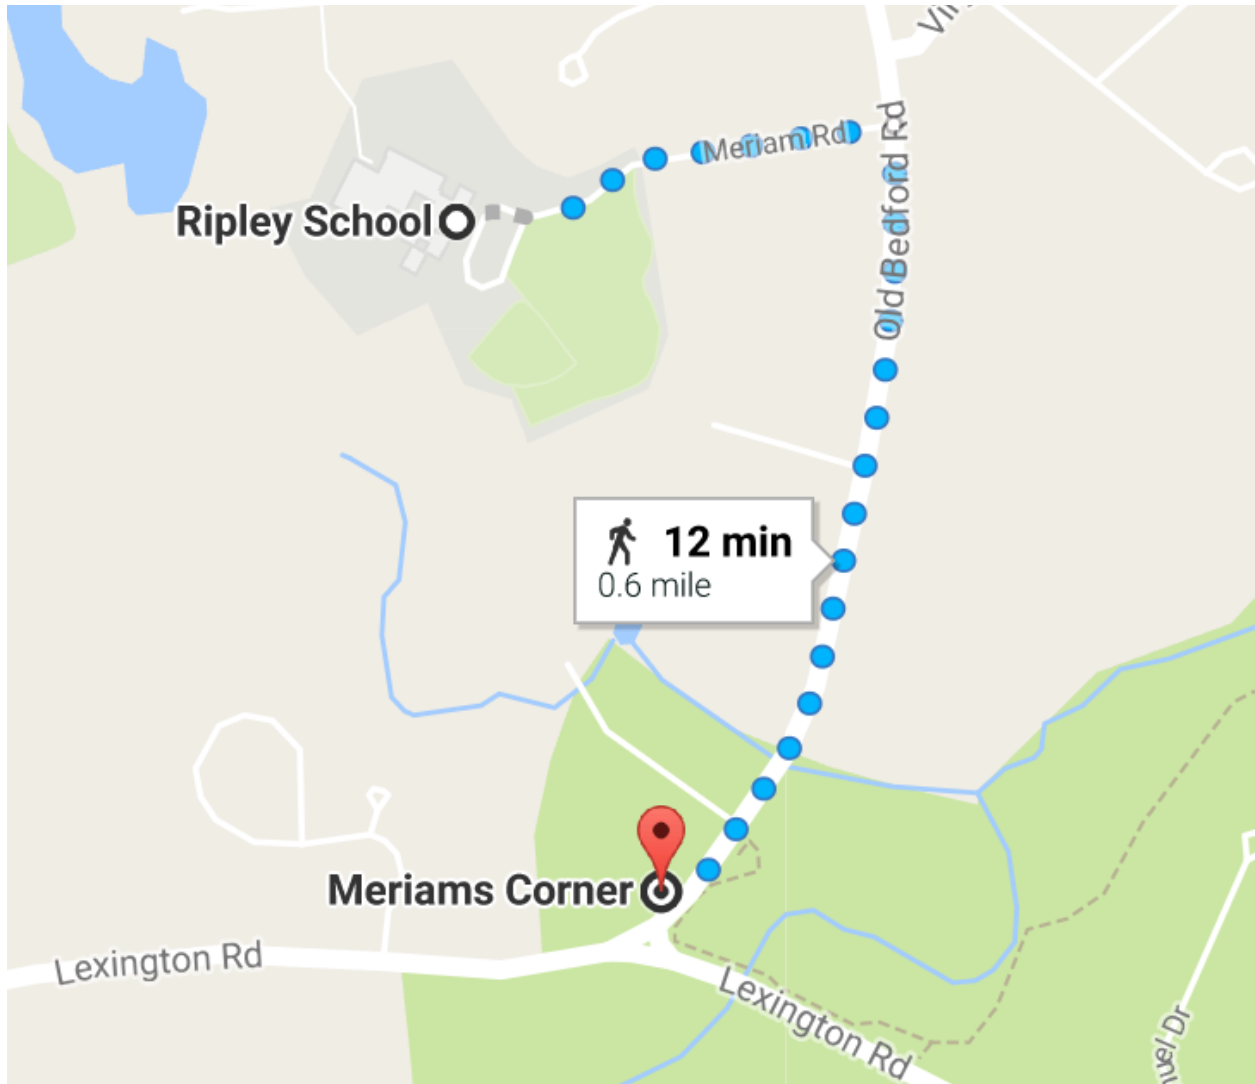 Meriam Rd
Old Bedford Rd
Ripley School
12 min
0.6 mile
Meriams Corner
Lexington Rd
Lexington Rd